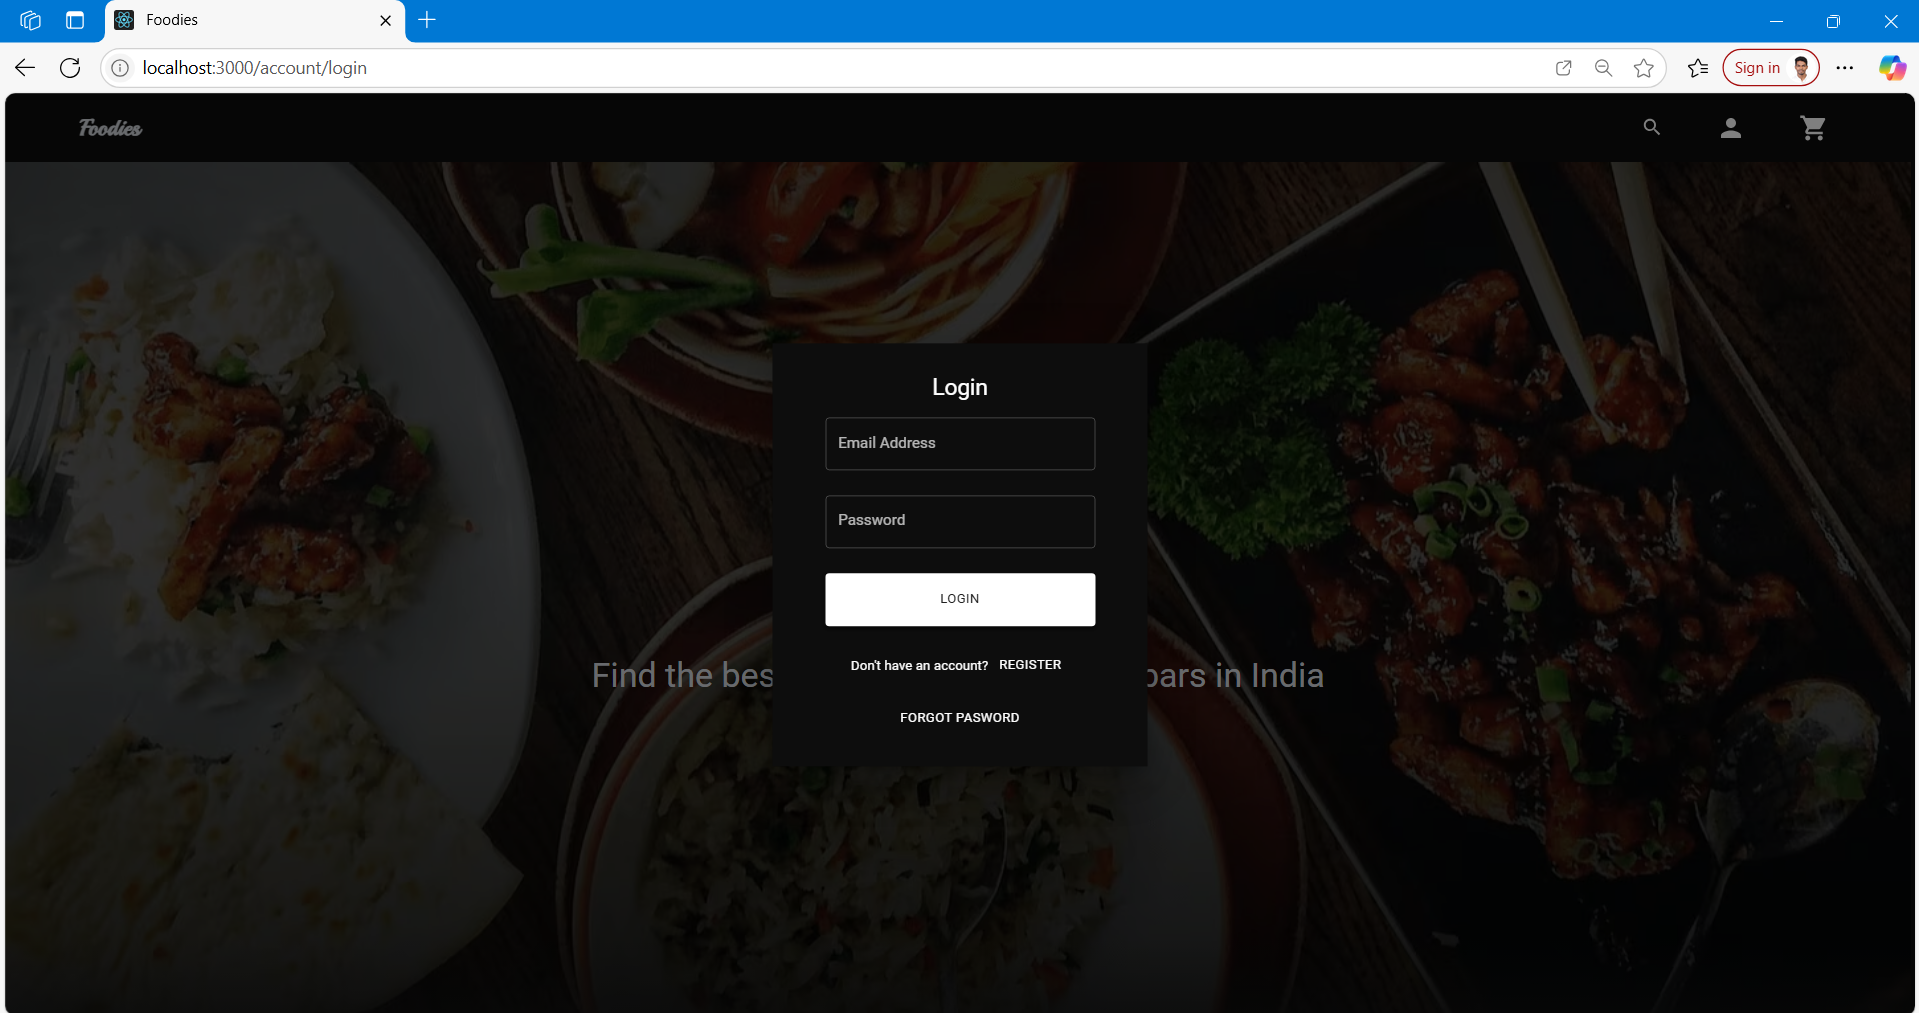 Foodies
localhost:3000/account/login
Sign in
Foodies
Login
Email Address
Password
LOGIN
Don't have an account? REGISTER
Find the bes bars in India
FORGOT PASWORD